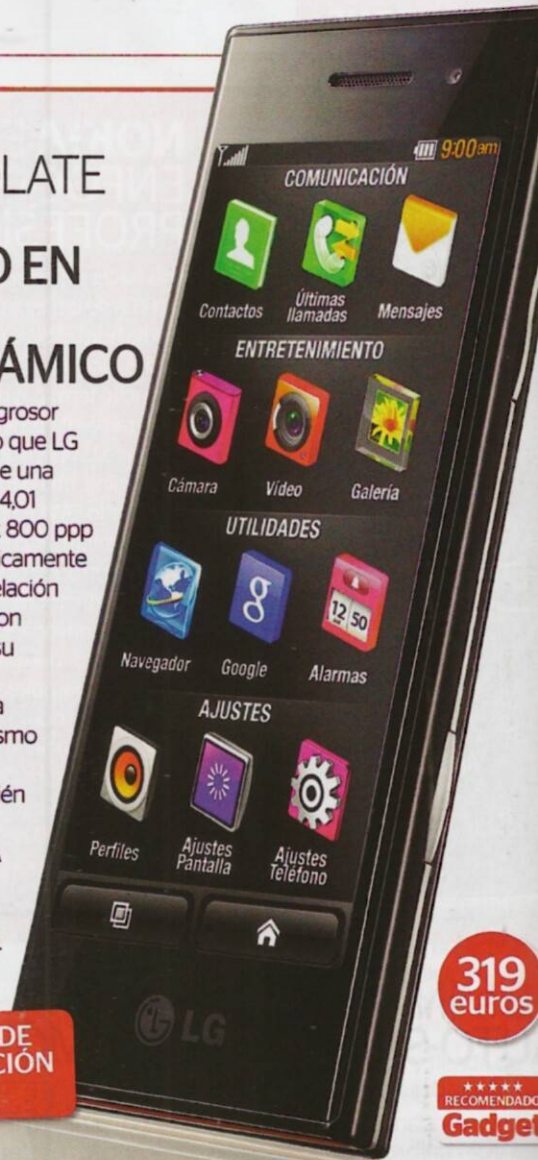 LATE
O EN
ÁMICO
grosor
o que LG
e una
4,01
800 ppp
icamente
elación
on
su
a
smo
én
DE
CIÓN
9:00am
COMUNICACIÓN
Contactos
Últimas llamadas
Mensajes
ENTRETENIMIENTO
Cámara
Vídeo
Galería
UTILIDADES
g
12 50
Navegador
Google
Alarmas
AJUSTES
Perfiles
Ajustes Pantalla
Ajustes Teléfono
LG
319
euros
RECOMENDADO
Gadget